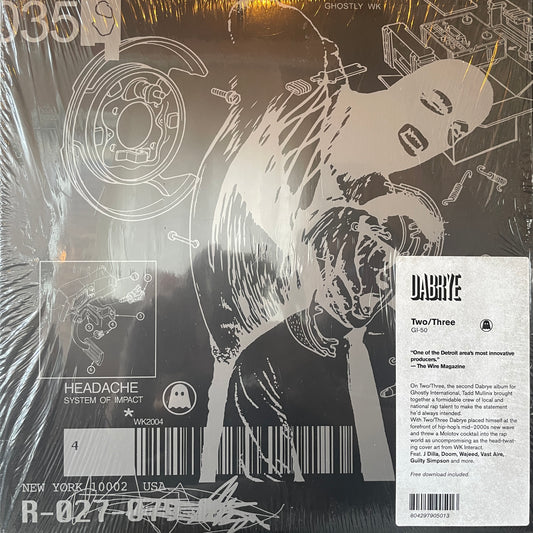 035
GHOSTLY WK
HEADACHE
SYSTEM OF IMPACT
*
WK2004
4
NEW YORK 10002 USA
R-027-079
DABRYE
Two/Three
GI-50
“One of the Detroit area’s most innovative
producers.”
— The Wire Magazine
On Two/Three, the second Dabrye album for
Ghostly International, Tadd Mullinix brought
together a formidable crew of local and
national rap talent to make the statement
he’d always intended.
With Two/Three Dabrye placed himself at the
forefront of hip-hop’s mid-2000s new wave
and threw a Molotov cocktail into the rap
world as uncompromising as the head-twist-
ing cover art from WK Interact.
Feat. J Dilla, Doom, Wajeed, Vast Aire,
Guilty Simpson and more.
Free download included.
804297905013